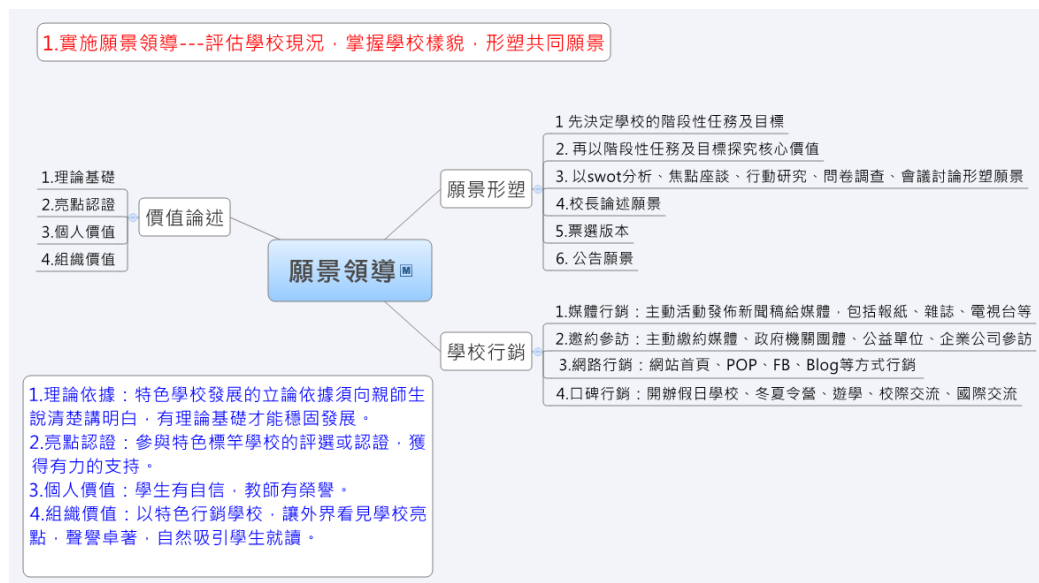 1.實施願景領導---評估學校現況，掌握學校樣貌，形塑共同願景
1.理論基礎
2.亮點認證
3.個人價值
4.組織價值
價值論述
願景領導
M
願景形塑
1 先決定學校的階段性任務及目標
2. 再以階段性任務及目標探究核心價值
3. 以swot分析、焦點座談、行動研究、問卷調查、會議討論形塑願景
4.校長論述願景
5.票選版本
6. 公告願景
學校行銷
1.媒體行銷：主動活動發佈新聞稿給媒體，包括報紙、雜誌、電視台等
2.邀約參訪：主動繳約媒體、政府機關團體、公益單位、企業公司參訪
3.網路行銷：網站首頁、POP、FB、Blog等方式行銷
4.口碑行銷：開辦假日學校、冬夏令營、遊學、校際交流、國際交流
1.理論依據：特色學校發展的立論依據須向親師生
說清楚講明白，有理論基礎才能穩固發展。
2.亮點認證：參與特色標竿學校的評選或認證，獲
得有力的支持。
3.個人價值：學生有自信，教師有榮譽。
4.組織價值：以特色行銷學校，讓外界看見學校亮
點，聲譽卓著，自然吸引學生就讀。